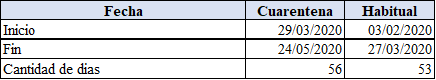 Fecha Cuarentena Habitual
Inicio 29/03/2020 03/02/2020
Fin 24/05/2020 27/03/2020
Cantidad de dias 56 53